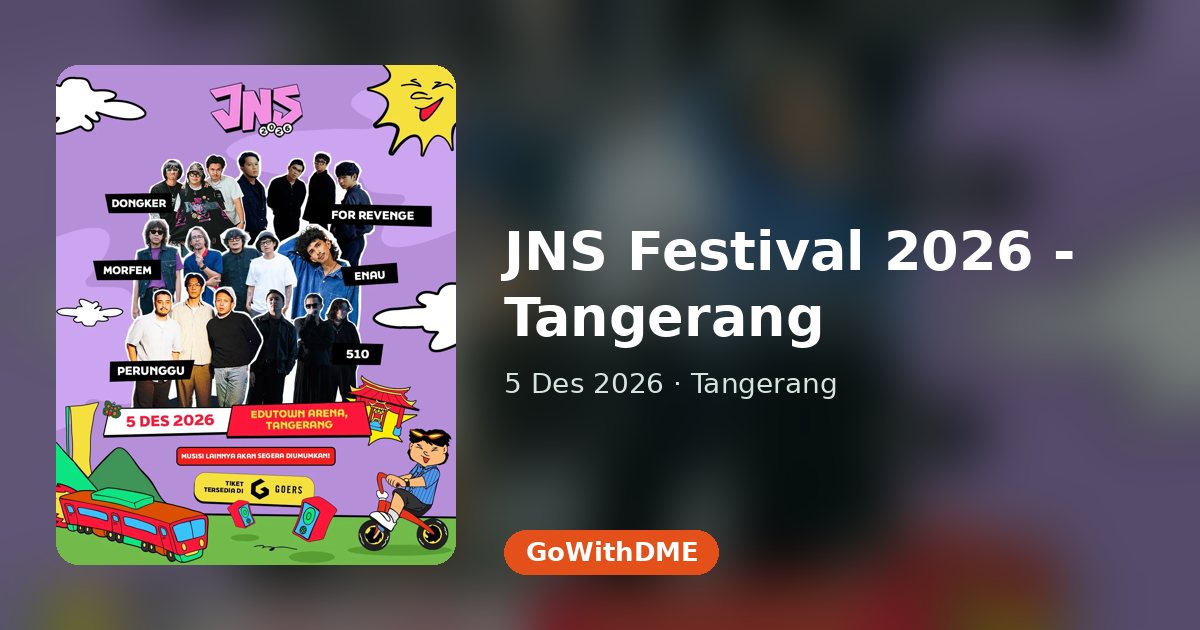 JNS
2026
DONGKER
FOR REVENGE
MORFEM
ENAU
PERUNGGU
510
5 DES 2026
EDUTOWN ARENA,
TANGERANG
MUSISI LAINNYA AKAN SEGERA DIUMUMKAN!
TIKET
TERSEDIA DI
GOERS
JNS Festival 2026 -
Tangerang
5 Des 2026 · Tangerang
GoWithDME